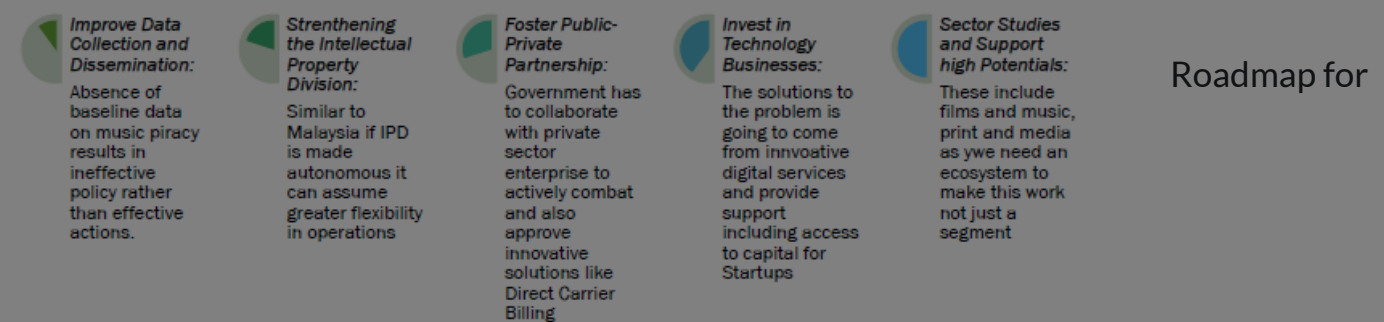 Improve Data
Collection and
Dissemination:
Absence of
baseline data
on music piracy
results in
ineffective
policy rather
than effective
actions.
Strenthening
the Intellectual
Property
Division:
Similar to
Malaysia if IPD
is made
autonomous it
can assume
greater flexibility
in operations
Foster Public-
Private
Partnership:
Government has
to collaborate
with private
sector
enterprise to
actively combat
and also
approve
innovative
solutions like
Direct Carrier
Billing
Invest in
Technology
Businesses:
The solutions to
the problem is
going to come
from innvoative
digital services
and provide
support
including access
to capital for
Startups
Sector Studies
and Support
high Potentials:
These include
films and music,
print and media
as ywe need an
ecosystem to
make this work
not just a
segment
Roadmap for